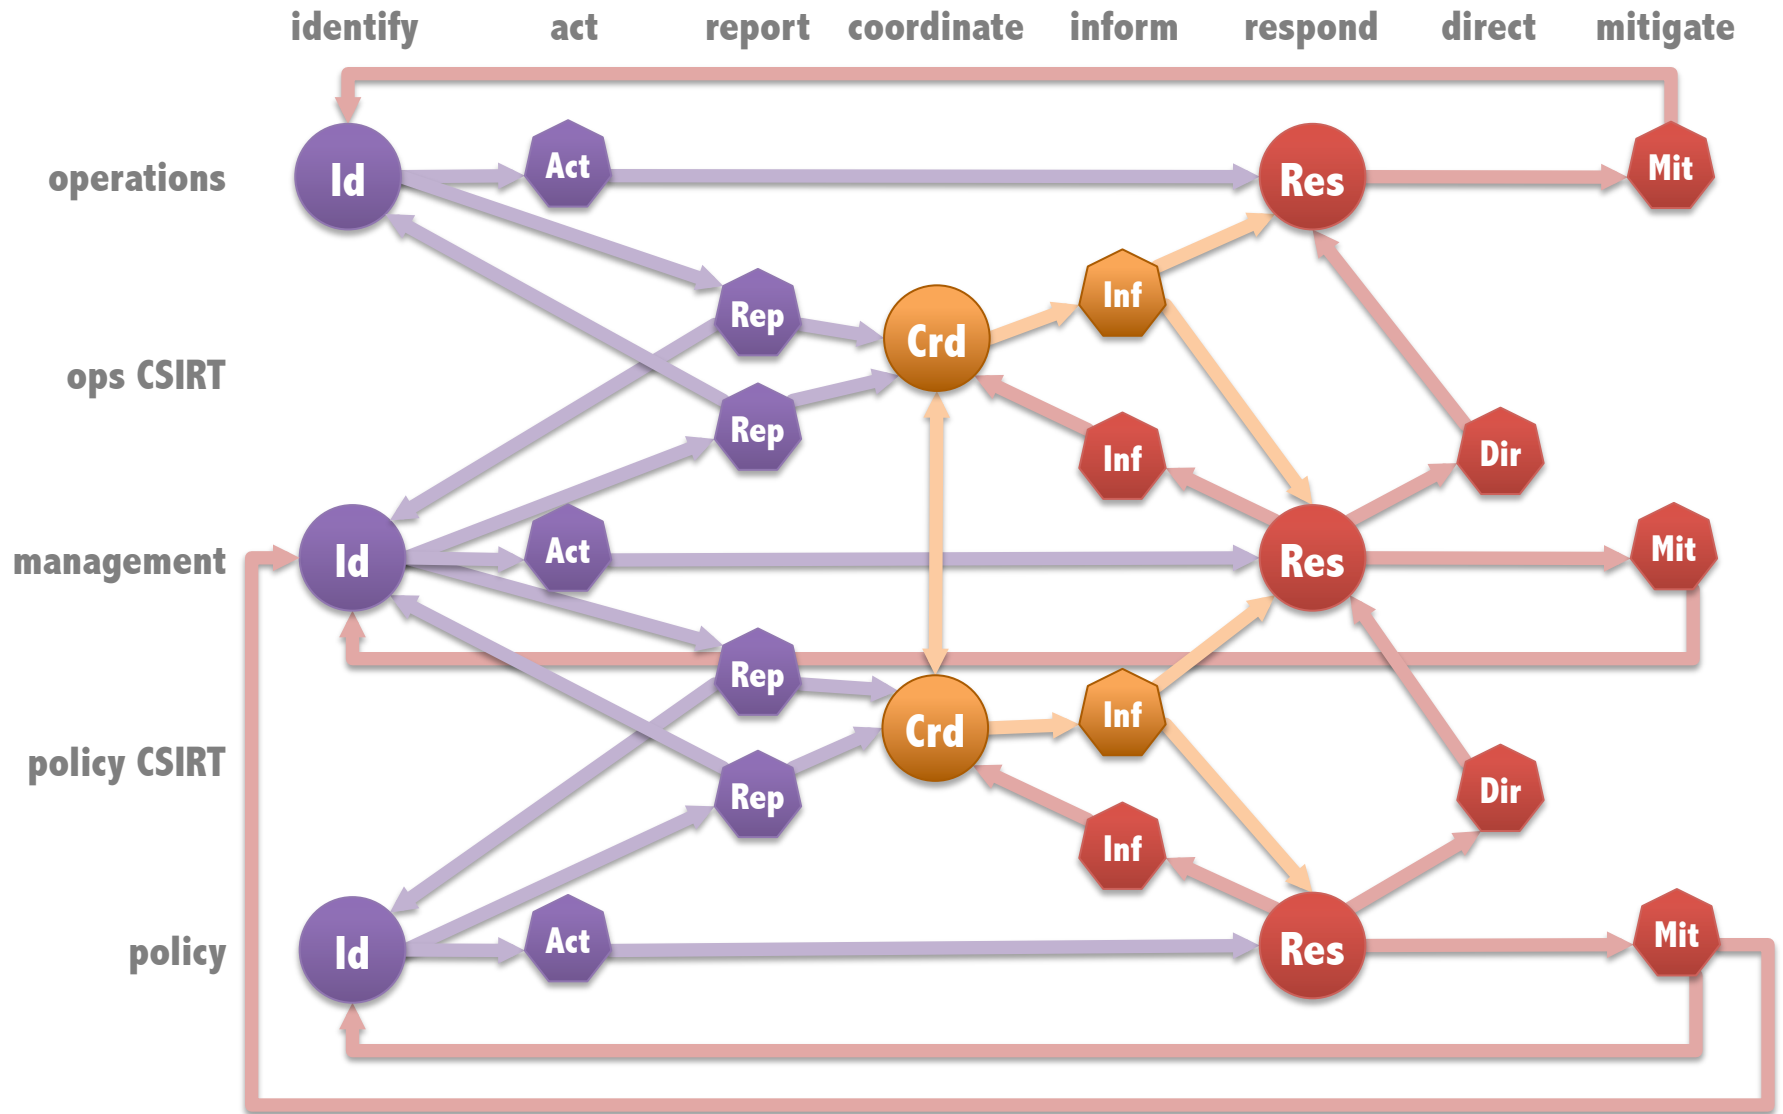 identify act report coordinate inform respond direct mitigate
operations Id Act Res Mit
Rep Crd Inf
ops CSIRT
Rep Inf Dir
management Id Act Res Mit
Rep Crd Inf
policy CSIRT
Rep Inf Dir
policy Id Act Res Mit